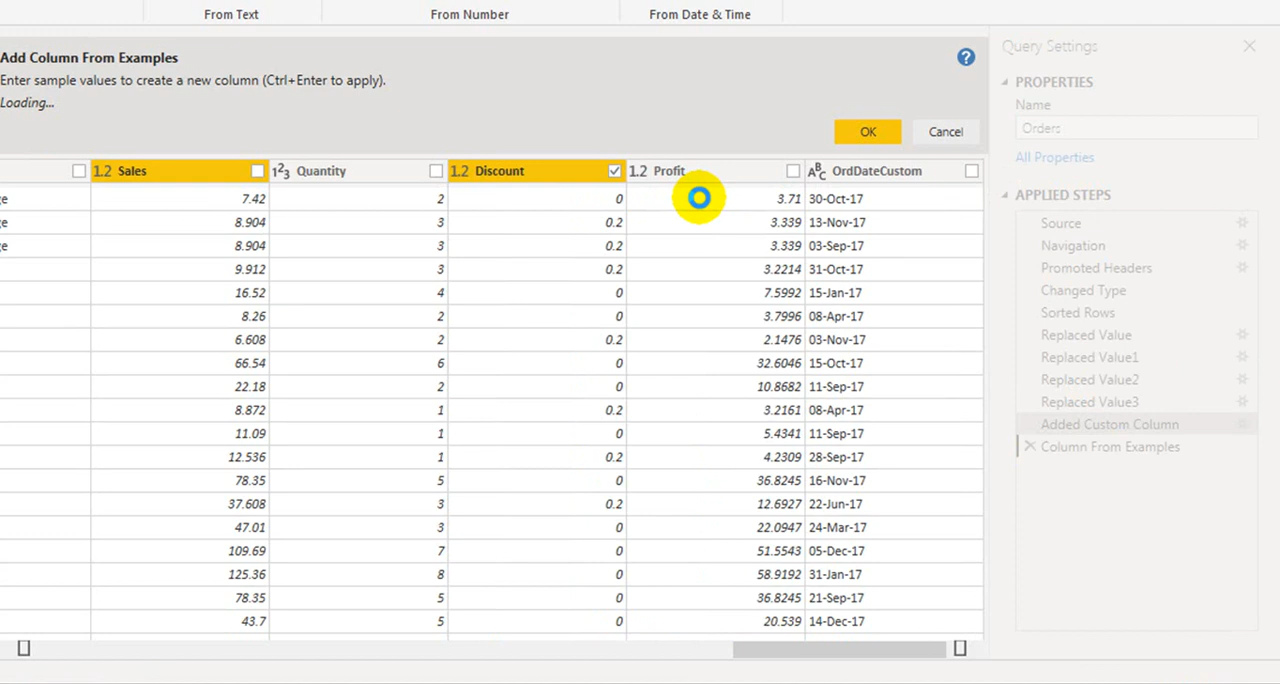 From Text From Number From Date & Time
Add Column From Examples
Enter sample values to create a new column (Ctrl+Enter to apply).
Loading...
OK Cancel
1.2 Sales 1²3 Quantity 1.2 Discount 1.2 Profit ABC OrdDateCustom
ge 7.42 2 0 3.71 30-Oct-17
ge 8.904 3 0.2 3.339 13-Nov-17
ge 8.904 3 0.2 3.339 03-Sep-17
9.912 3 0.2 3.2214 31-Oct-17
16.52 4 0 7.5992 15-Jan-17
8.26 2 0 3.7996 08-Apr-17
6.608 2 0.2 2.1476 03-Nov-17
66.54 6 0 32.6046 15-Oct-17
22.18 2 0 10.8682 11-Sep-17
8.872 1 0.2 3.2161 08-Apr-17
11.09 1 0 5.4341 11-Sep-17
12.536 1 0.2 4.2309 28-Sep-17
78.35 5 0 36.8245 16-Nov-17
37.608 3 0.2 12.6927 22-Jun-17
47.01 3 0 22.0947 24-Mar-17
109.69 7 0 51.5543 05-Dec-17
125.36 8 0 58.9192 31-Jan-17
78.35 5 0 36.8245 21-Sep-17
43.7 5 0 20.539 14-Dec-17
Query Settings
PROPERTIES
Name
Orders
All Properties
APPLIED STEPS
Source
Navigation
Promoted Headers
Changed Type
Sorted Rows
Replaced Value
Replaced Value1
Replaced Value2
Replaced Value3
Added Custom Column
Column From Examples